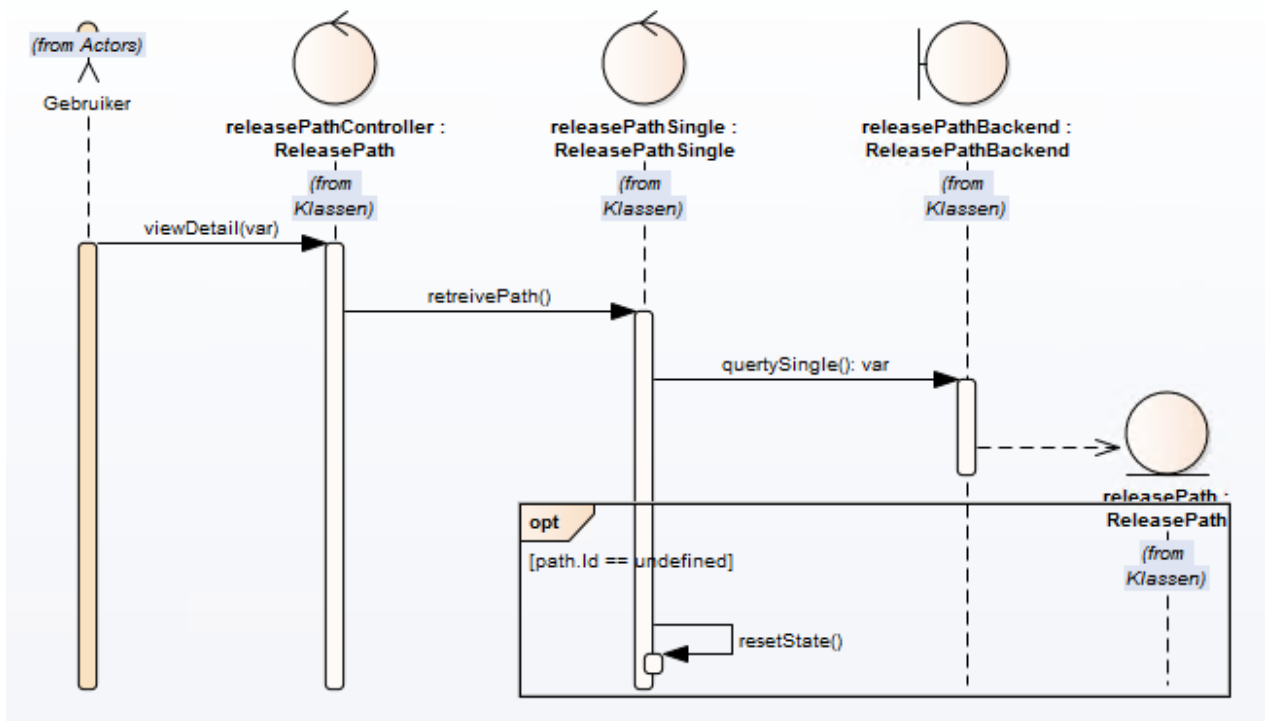 (from Actors)
Gebruiker
releasePathController :
ReleasePath
(from
Klassen)
releasePathSingle :
ReleasePathSingle
(from
Klassen)
releasePathBackend :
ReleasePathBackend
(from
Klassen)
viewDetail(var)
retreivePath()
quertySingle(): var
releasePath :
ReleasePath
(from
Klassen)
opt
[path.Id == undefined]
resetState()